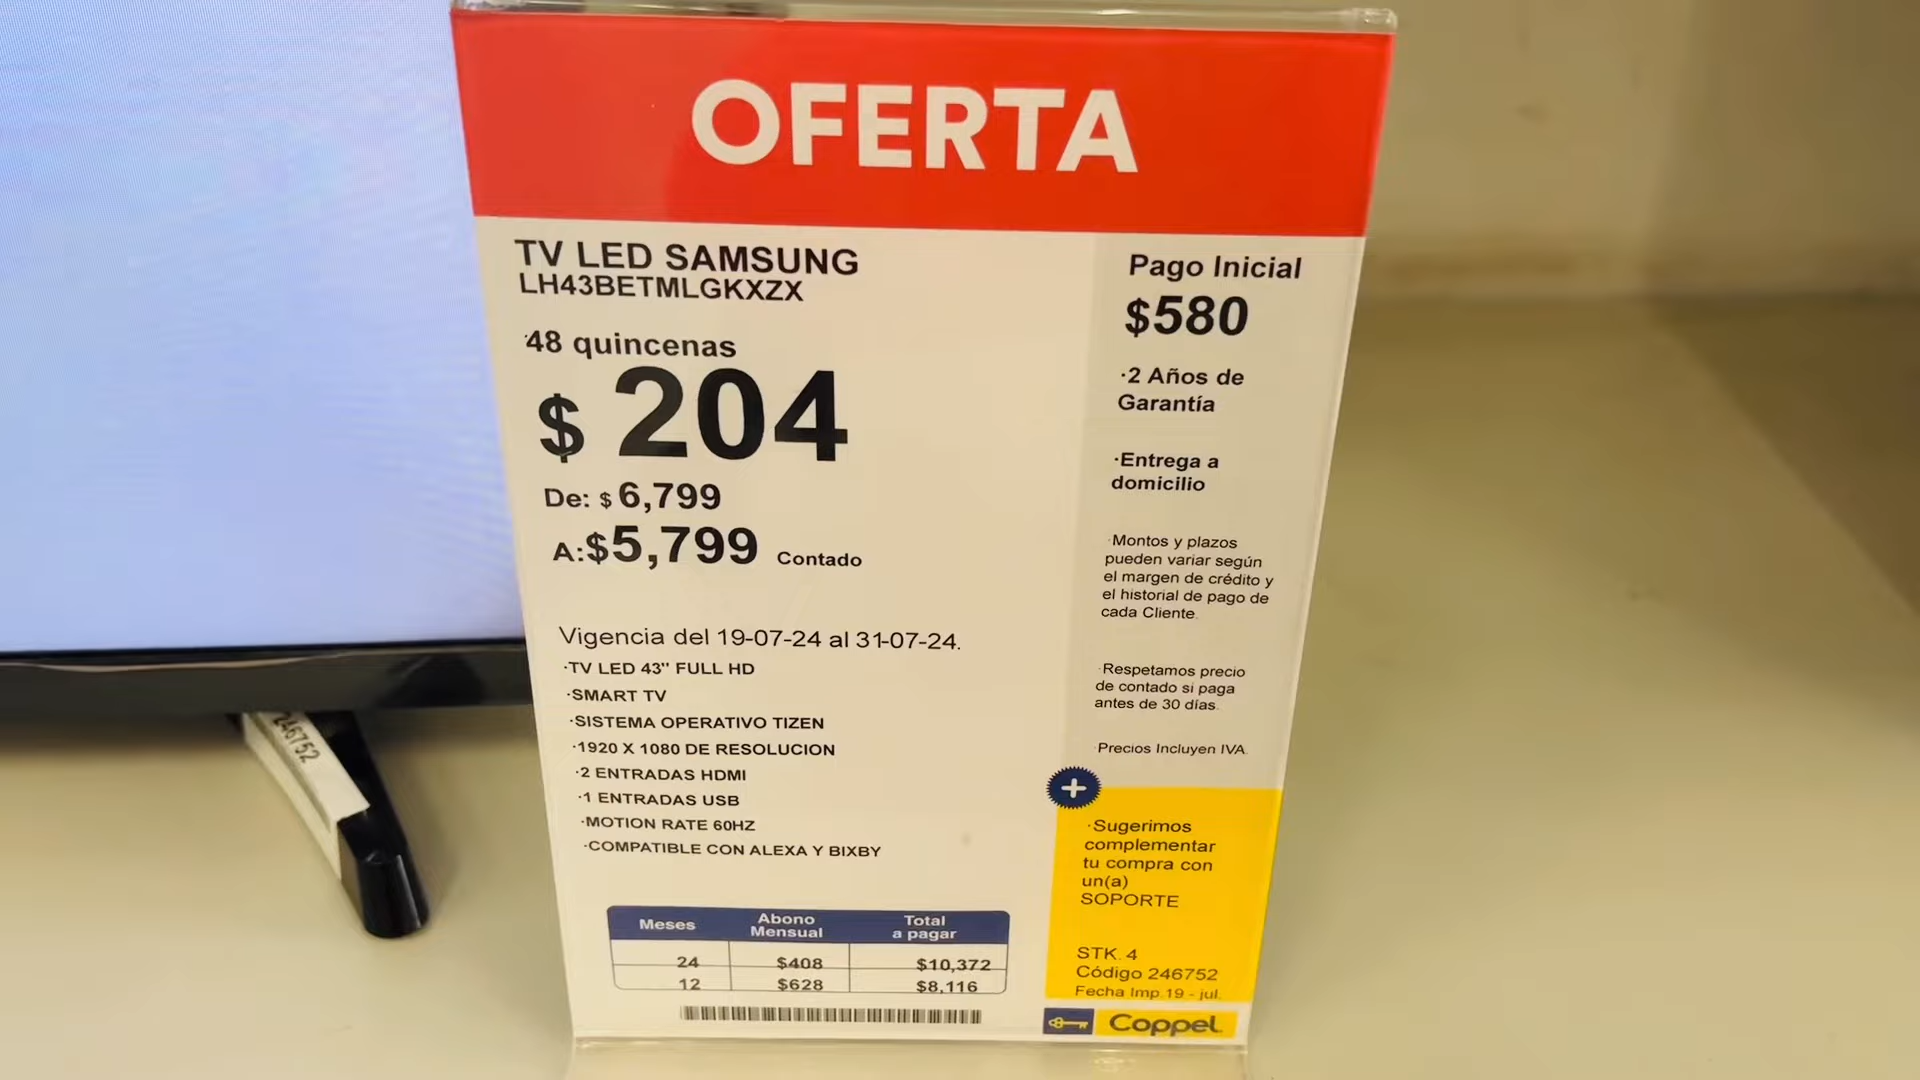 OFERTA
TV LED SAMSUNG
LH43BETMLGKXZX
48 quincenas
$ 204
De: $ 6,799
A:$5,799 Contado
Vigencia del 19-07-24 al 31-07-24.
·TV LED 43" FULL HD
·SMART TV
·SISTEMA OPERATIVO TIZEN
·1920 X 1080 DE RESOLUCION
·2 ENTRADAS HDMI
·1 ENTRADAS USB
·MOTION RATE 60HZ
·COMPATIBLE CON ALEXA Y BIXBY
Meses Abono Mensual Total a pagar
24 $408 $10,372
12 $628 $8,116
Pago Inicial
$580
·2 Años de
Garantía
·Entrega a
domicilio
·Montos y plazos
pueden variar según
el margen de crédito y
el historial de pago de
cada Cliente.
·Respetamos precio
de contado si paga
antes de 30 días.
·Precios Incluyen IVA.
+
·Sugerimos
complementar
tu compra con
un(a)
SOPORTE
STK. 4
Código 246752
Fecha Imp.19 - jul.
Coppel
246752